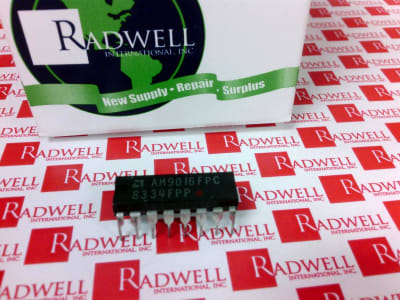 RADWELL
INTERNATIONAL, INC
New Supply • Repair • Surplus
AM9016FPC
8334FPP
RADWELL
INTERNATIONAL, INC.